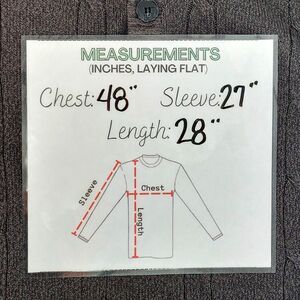 MEASUREMENTS
(INCHES, LAYING FLAT)
Chest: 48" Sleeve: 27"
Length: 28"
Sleeve
Chest
Length